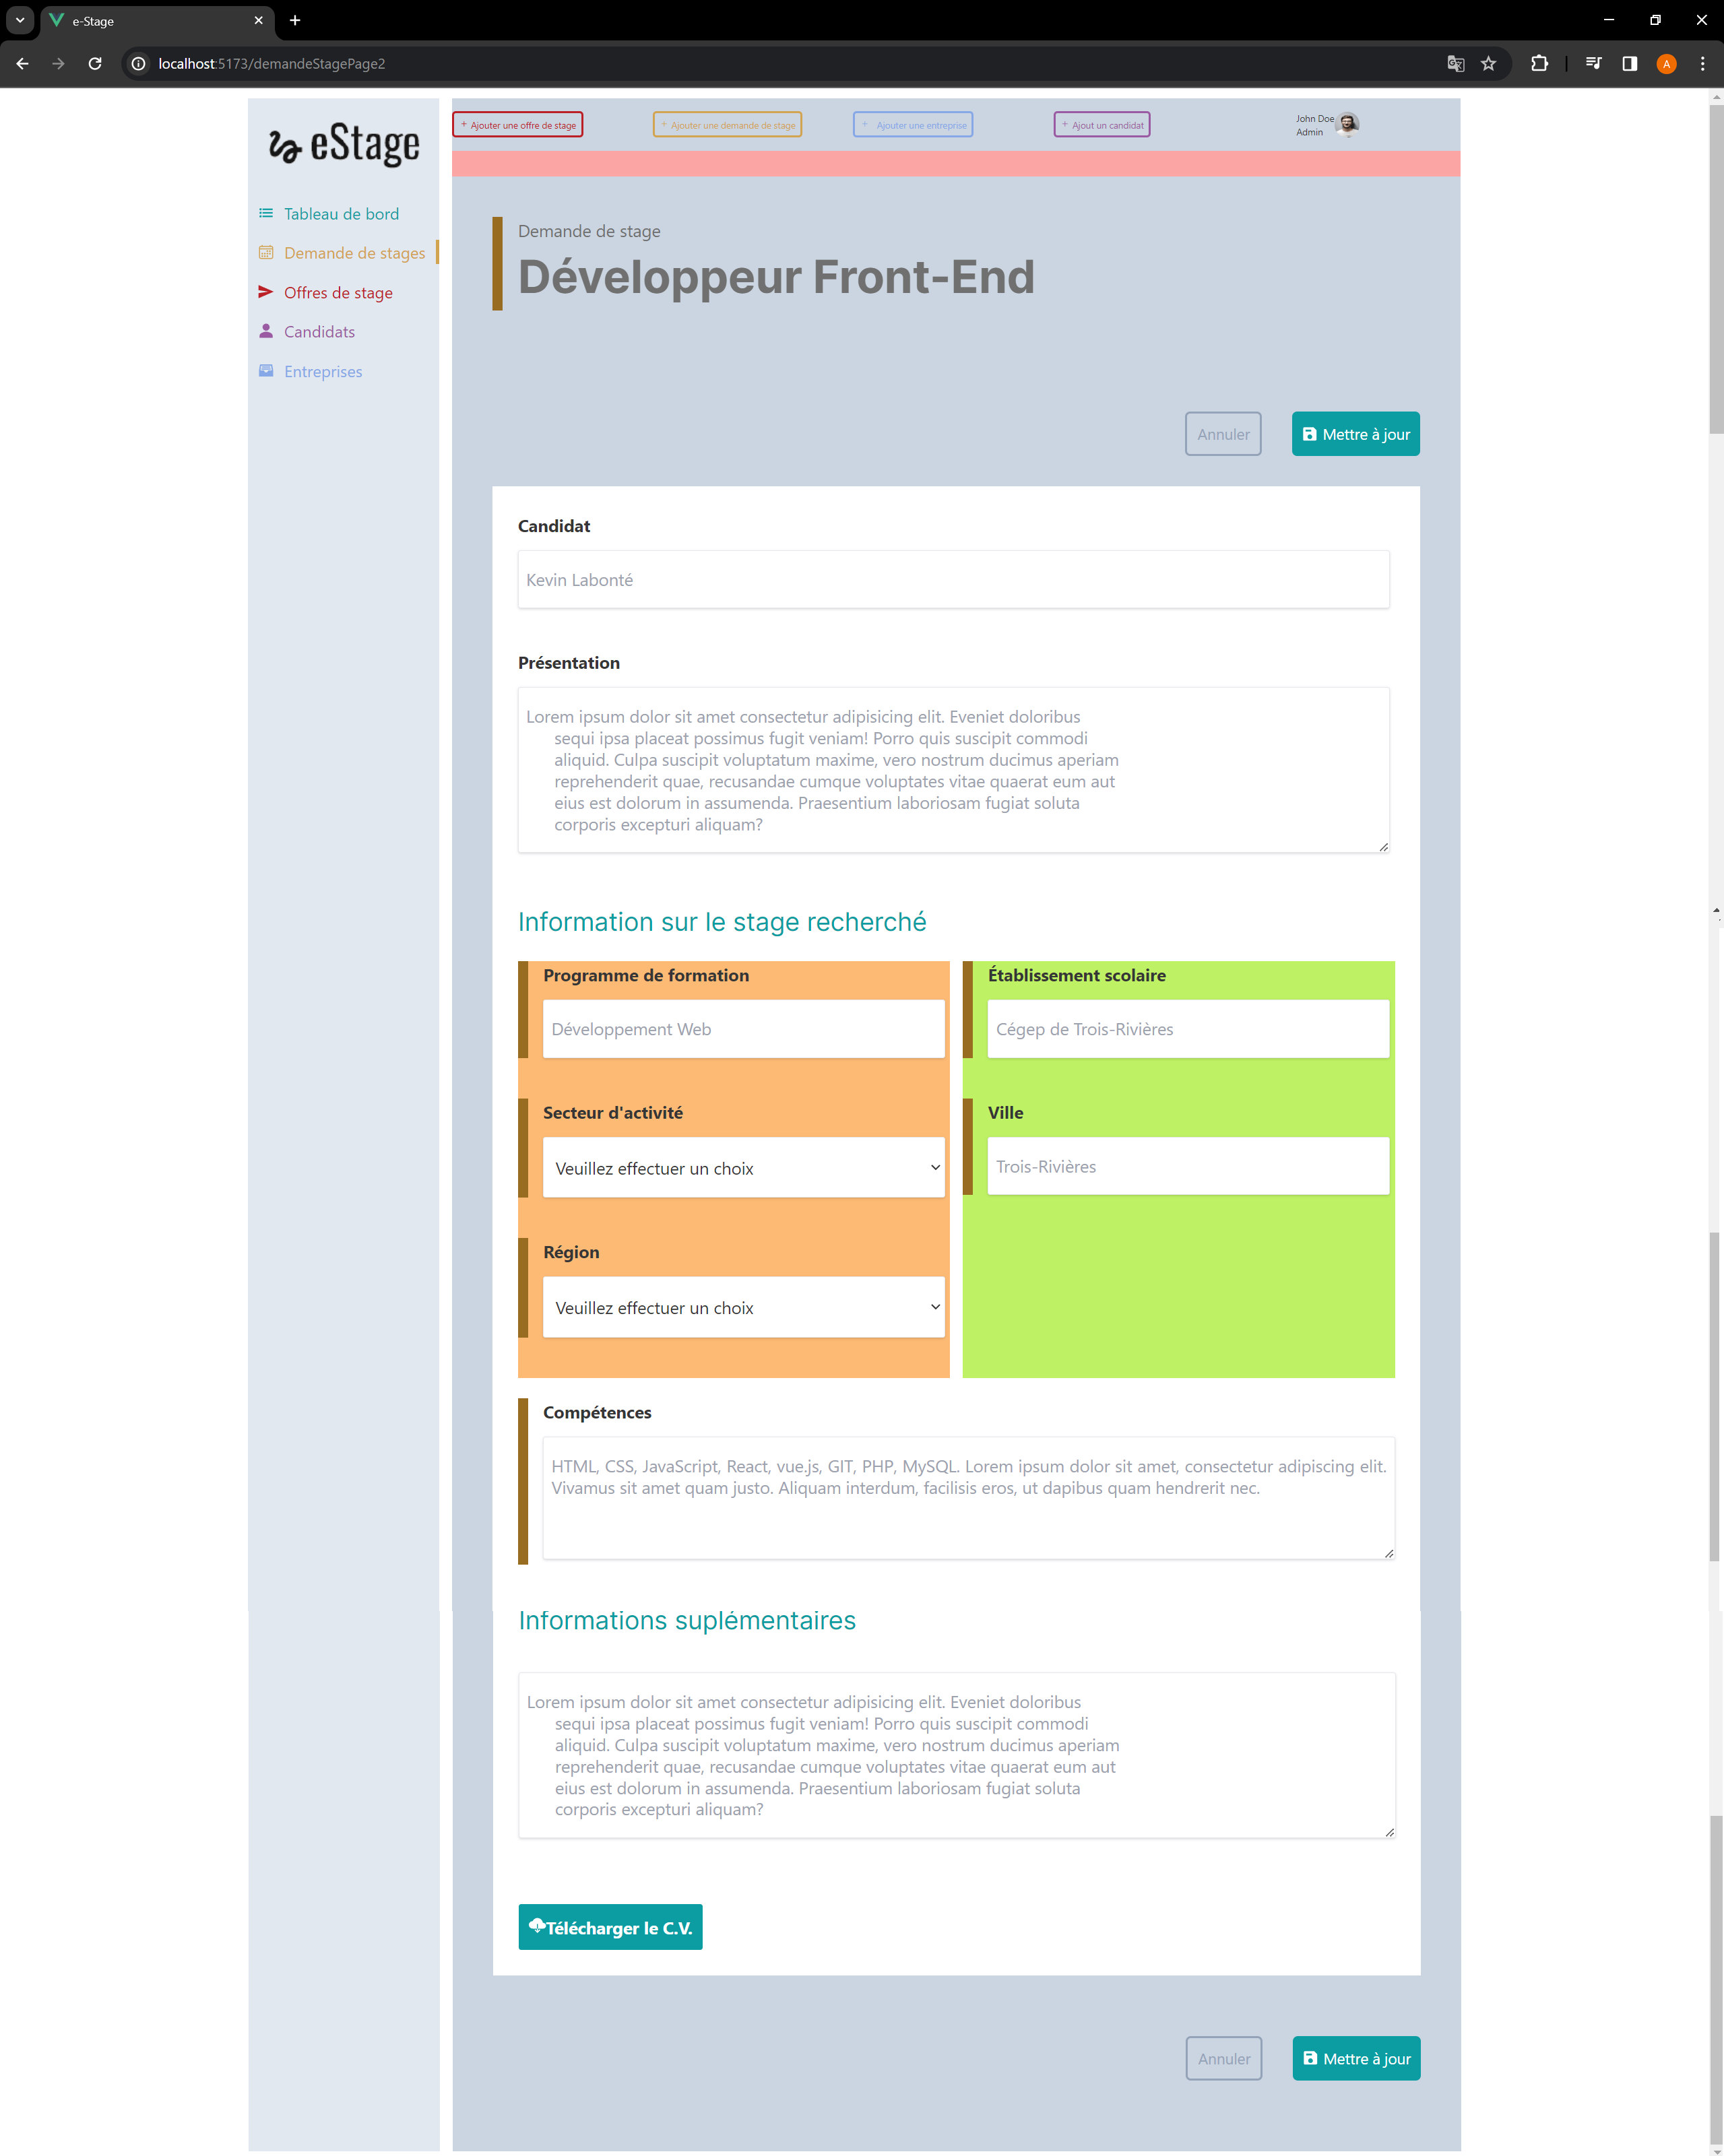 e-Stage
localhost:5173/demandeStagePage2
A
eStage
+ Ajouter une offre de stage
+ Ajouter une demande de stage
+ Ajouter une entreprise
+ Ajout un candidat
John Doe
Admin
Tableau de bord
Demande de stages
Offres de stage
Candidats
Entreprises
Demande de stage
Développeur Front-End
Annuler
Mettre à jour
Candidat
Kevin Labonté
Présentation
Lorem ipsum dolor sit amet consectetur adipisicing elit. Eveniet doloribus
sequi ipsa placeat possimus fugit veniam! Porro quis suscipit commodi
aliquid. Culpa suscipit voluptatum maxime, vero nostrum ducimus aperiam
reprehenderit quae, recusandae cumque voluptates vitae quaerat eum aut
eius est dolorum in assumenda. Praesentium laboriosam fugiat soluta
corporis excepturi aliquam?
Information sur le stage recherché
Programme de formation
Développement Web
Établissement scolaire
Cégep de Trois-Rivières
Secteur d'activité
Veuillez effectuer un choix
Ville
Trois-Rivières
Région
Veuillez effectuer un choix
Compétences
HTML, CSS, JavaScript, React, vue.js, GIT, PHP, MySQL. Lorem ipsum dolor sit amet, consectetur adipiscing elit.
Vivamus sit amet quam justo. Aliquam interdum, facilisis eros, ut dapibus quam hendrerit nec.
Informations suplémentaires
Lorem ipsum dolor sit amet consectetur adipisicing elit. Eveniet doloribus
sequi ipsa placeat possimus fugit veniam! Porro quis suscipit commodi
aliquid. Culpa suscipit voluptatum maxime, vero nostrum ducimus aperiam
reprehenderit quae, recusandae cumque voluptates vitae quaerat eum aut
eius est dolorum in assumenda. Praesentium laboriosam fugiat soluta
corporis excepturi aliquam?
Télécharger le C.V.
Annuler
Mettre à jour